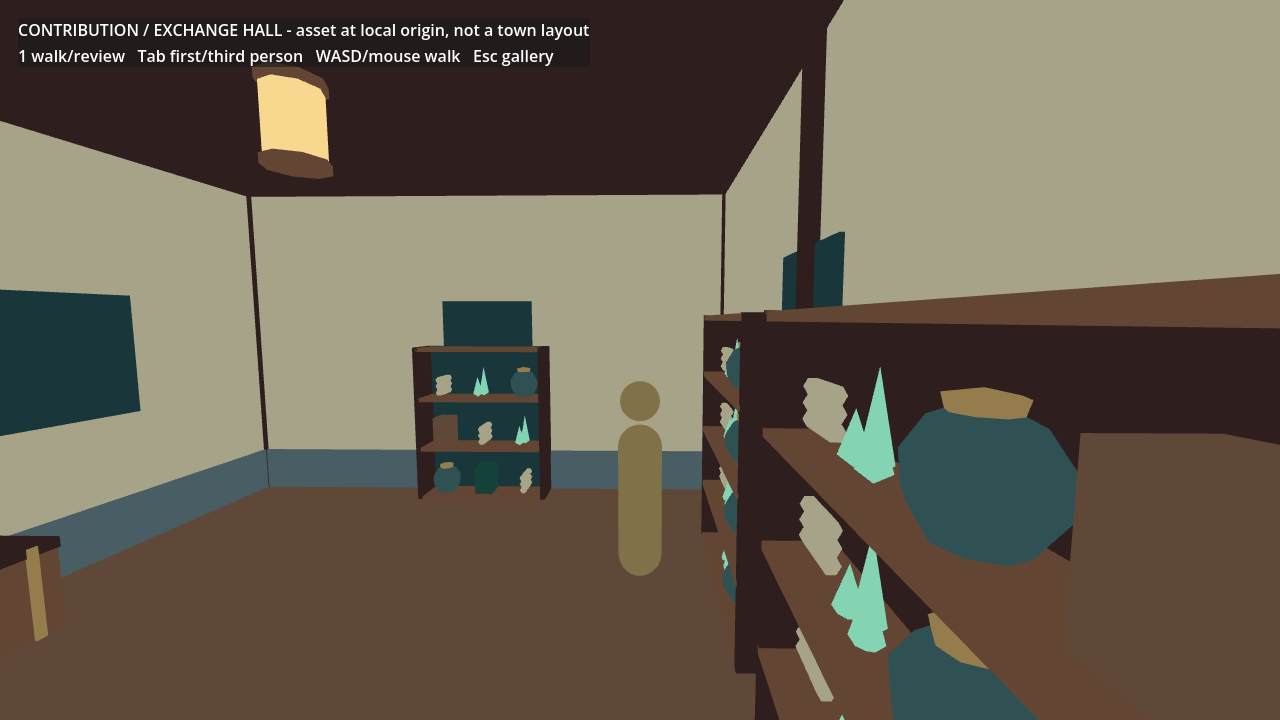 CONTRIBUTION / EXCHANGE HALL - asset at local origin, not a town layout
1 walk/review   Tab first/third person   WASD/mouse walk   Esc gallery